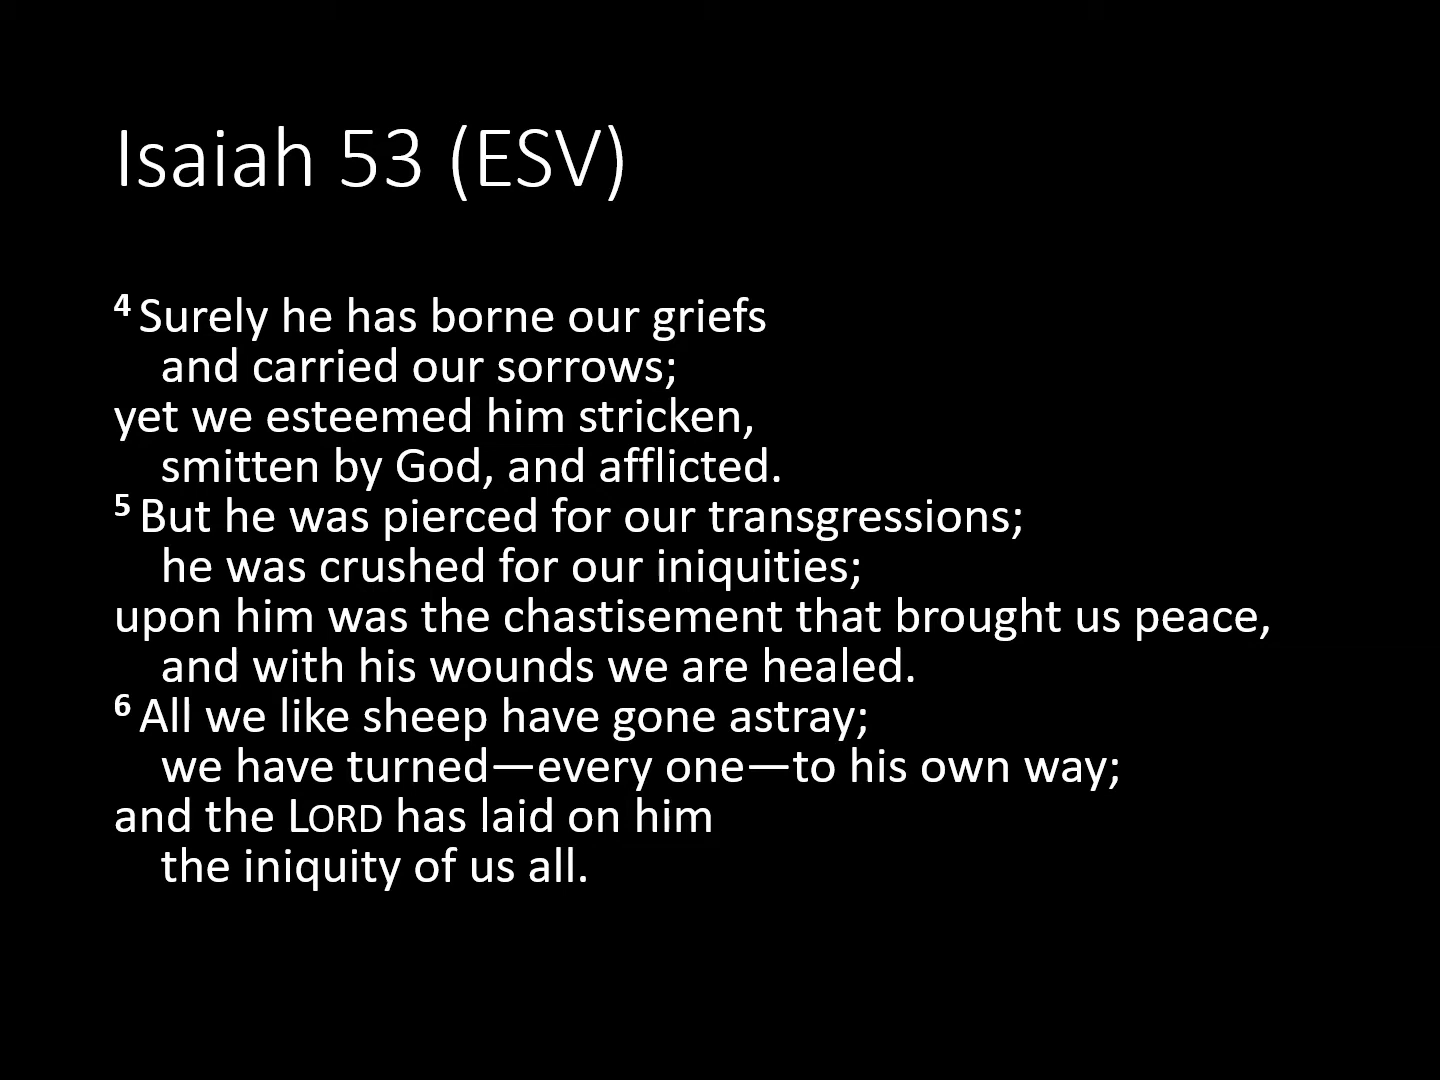 Isaiah 53 (ESV)
4 Surely he has borne our griefs
and carried our sorrows;
yet we esteemed him stricken,
smitten by God, and afflicted.
5 But he was pierced for our transgressions;
he was crushed for our iniquities;
upon him was the chastisement that brought us peace,
and with his wounds we are healed.
6 All we like sheep have gone astray;
we have turned—every one—to his own way;
and the LORD has laid on him
the iniquity of us all.